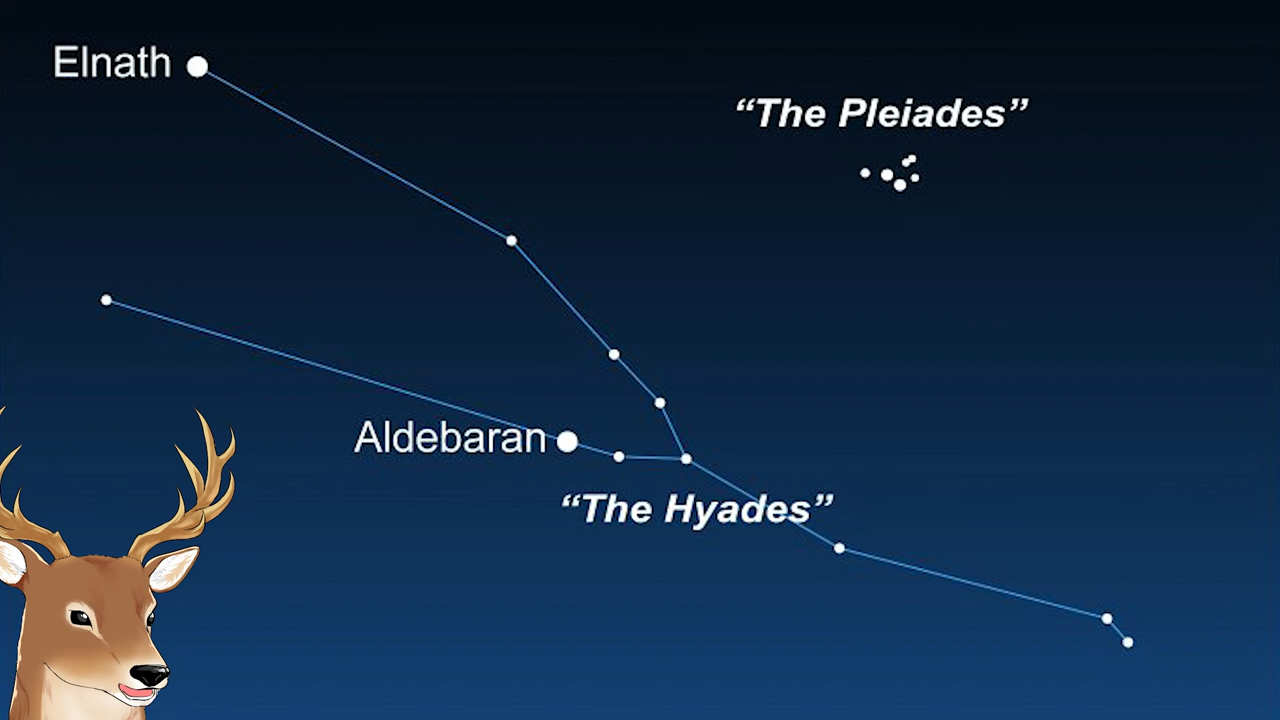 Elnath
“The Pleiades”
Aldebaran
“The Hyades”